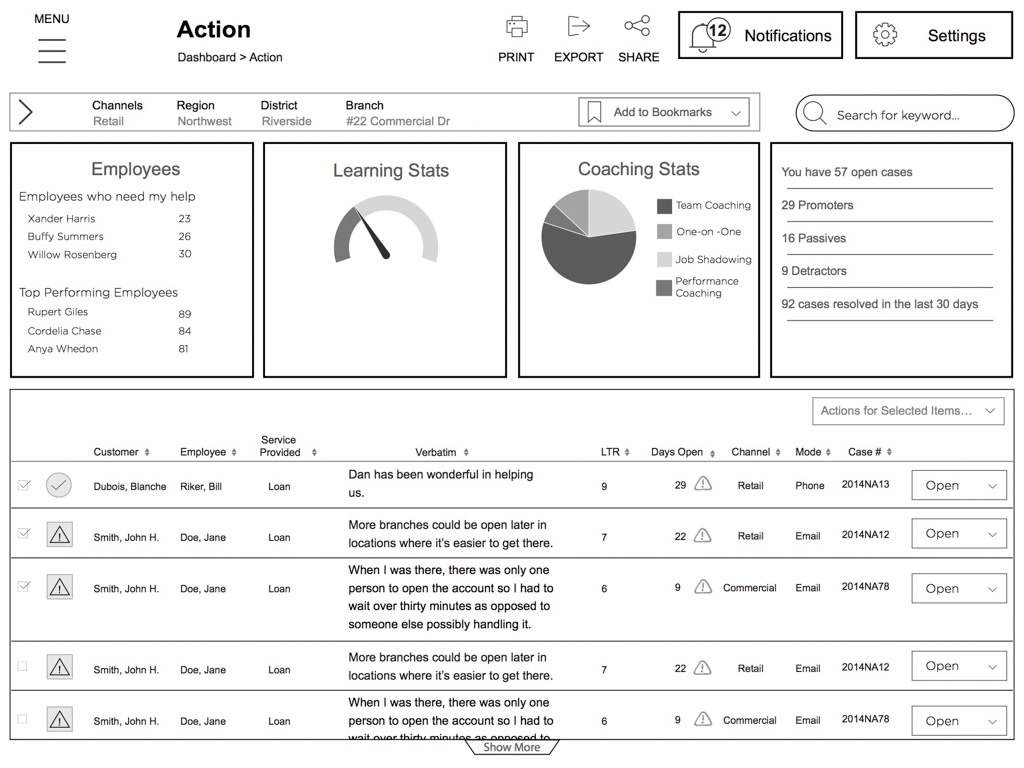 MENU
Action
Dashboard > Action
PRINT
EXPORT
SHARE
12
Notifications
Settings
Channels
Retail
Region
Northwest
District
Riverside
Branch
#22 Commercial Dr
Add to Bookmarks
Search for keyword...
Employees
Employees who need my help
Xander Harris 23
Buffy Summers 26
Willow Rosenberg 30
Top Performing Employees
Rupert Giles 89
Cordelia Chase 84
Anya Whedon 81
Learning Stats
Coaching Stats
Team Coaching
One-on -One
Job Shadowing
Performance
Coaching
You have 57 open cases
29 Promoters
16 Passives
9 Detractors
92 cases resolved in the last 30 days
Actions for Selected Items...
Customer
Employee
Service
Provided
Verbatim
LTR
Days Open
Channel
Mode
Case #
Dubois, Blanche
Riker, Bill
Loan
Dan has been wonderful in helping
us.
9
29
Retail
Phone
2014NA13
Open
Smith, John H.
Doe, Jane
Loan
More branches could be open later in
locations where it's easier to get there.
7
22
Retail
Email
2014NA12
Open
Smith, John H.
Doe, Jane
Loan
When I was there, there was only one
person to open the account so I had to
wait over thirty minutes as opposed to
someone else possibly handling it.
6
9
Commercial
Email
2014NA78
Open
Smith, John H.
Doe, Jane
Loan
More branches could be open later in
locations where it's easier to get there.
7
22
Retail
Email
2014NA12
Open
Smith, John H.
Doe, Jane
Loan
When I was there, there was only one
person to open the account so I had to
wait over thirty minutes as opposed to
6
9
Commercial
Email
2014NA78
Open
Show More